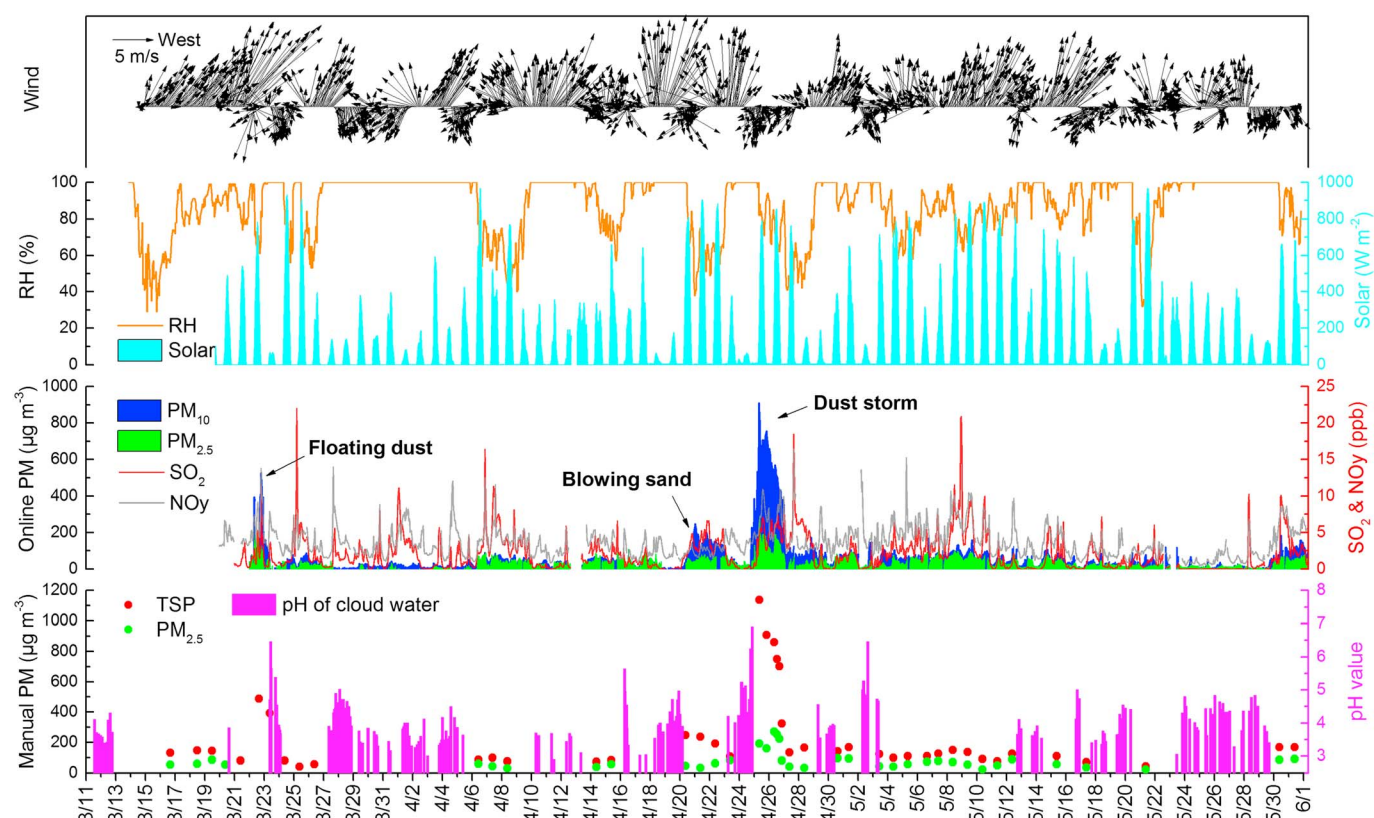 West
5 m/s
Wind
100
80
60
40
20
0
RH (%)
RH
Solar
1000
800
600
400
200
0
Solar (W m-2)
1000
800
600
400
200
0
Online PM (μg m-3)
PM10
PM2.5
SO2
NOy
Floating dust
Blowing sand
Dust storm
25
20
15
10
5
0
SO2 & NOy (ppb)
1200
1000
800
600
400
200
0
Manual PM (μg m-3)
TSP
PM2.5
pH of cloud water
8
7
6
5
4
3
pH value
3/11 3/13 3/15 3/17 3/19 3/21 3/23 3/25 3/27 3/29 3/31 4/2 4/4 4/6 4/8 4/10 4/12 4/14 4/16 4/18 4/20 4/22 4/24 4/26 4/28 4/30 5/2 5/4 5/6 5/8 5/10 5/12 5/14 5/16 5/18 5/20 5/22 5/24 5/26 5/28 5/30 6/1